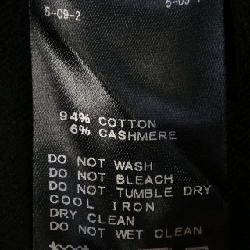 5-09-2
94% COTTON
6% CASHMERE
DO NOT WASH
DO NOT BLEACH
DO NOT TUMBLE DRY
COOL IRON
DRY CLEAN
DO NOT WET CLEAN